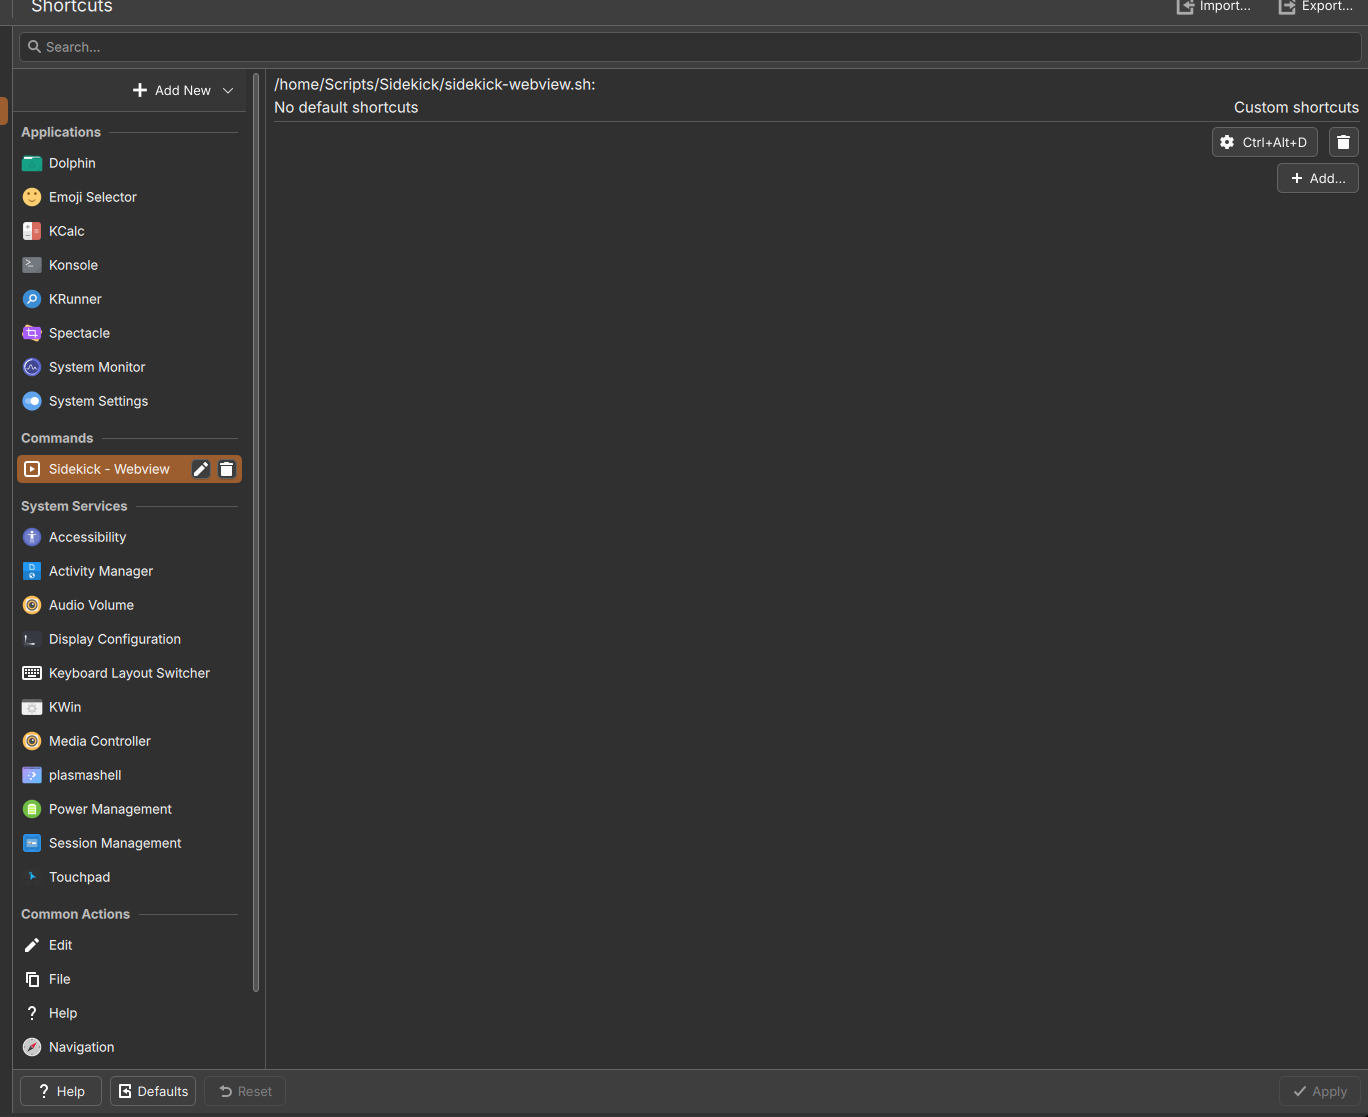 Shortcuts
Import...
Export...
Search...
Add New
/home/Scripts/Sidekick/sidekick-webview.sh:
No default shortcuts
Custom shortcuts
Ctrl+Alt+D
Add...
Applications
Dolphin
Emoji Selector
KCalc
Konsole
KRunner
Spectacle
System Monitor
System Settings
Commands
Sidekick - Webview
System Services
Accessibility
Activity Manager
Audio Volume
Display Configuration
Keyboard Layout Switcher
KWin
Media Controller
plasmashell
Power Management
Session Management
Touchpad
Common Actions
Edit
File
Help
Navigation
Help
Defaults
Reset
Apply